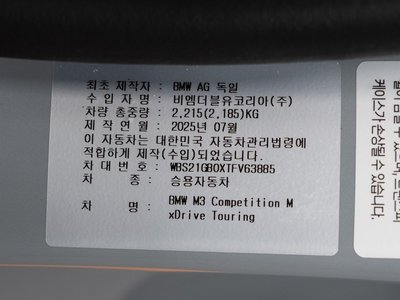 최초 제작자 : BMW AG 독일
수 입 자 명 : 비엠더블유코리아(주)
차량 총중량 : 2,215(2,185)KG
제 작 연 월 : 2025년 07월
이 자동차는 대한민국 자동차관리법령에
적합하게 제작(수입)되었습니다.
차 대 번 호 : WBS21GB0XTFV63885
차 종 : 승용자동차
차 명 : BMW M3 Competition M
xDrive Touring
케이스가 손상될 수 있습니다.